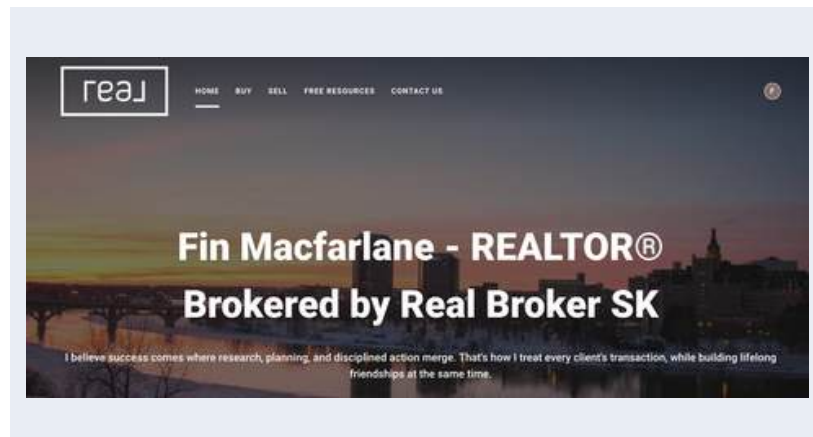 real
HOME BUY SELL FREE RESOURCES CONTACT US
F
Fin Macfarlane - REALTOR®
Brokered by Real Broker SK
I believe success comes where research, planning, and disciplined action merge. That's how I treat every client's transaction, while building lifelong
friendships at the same time.